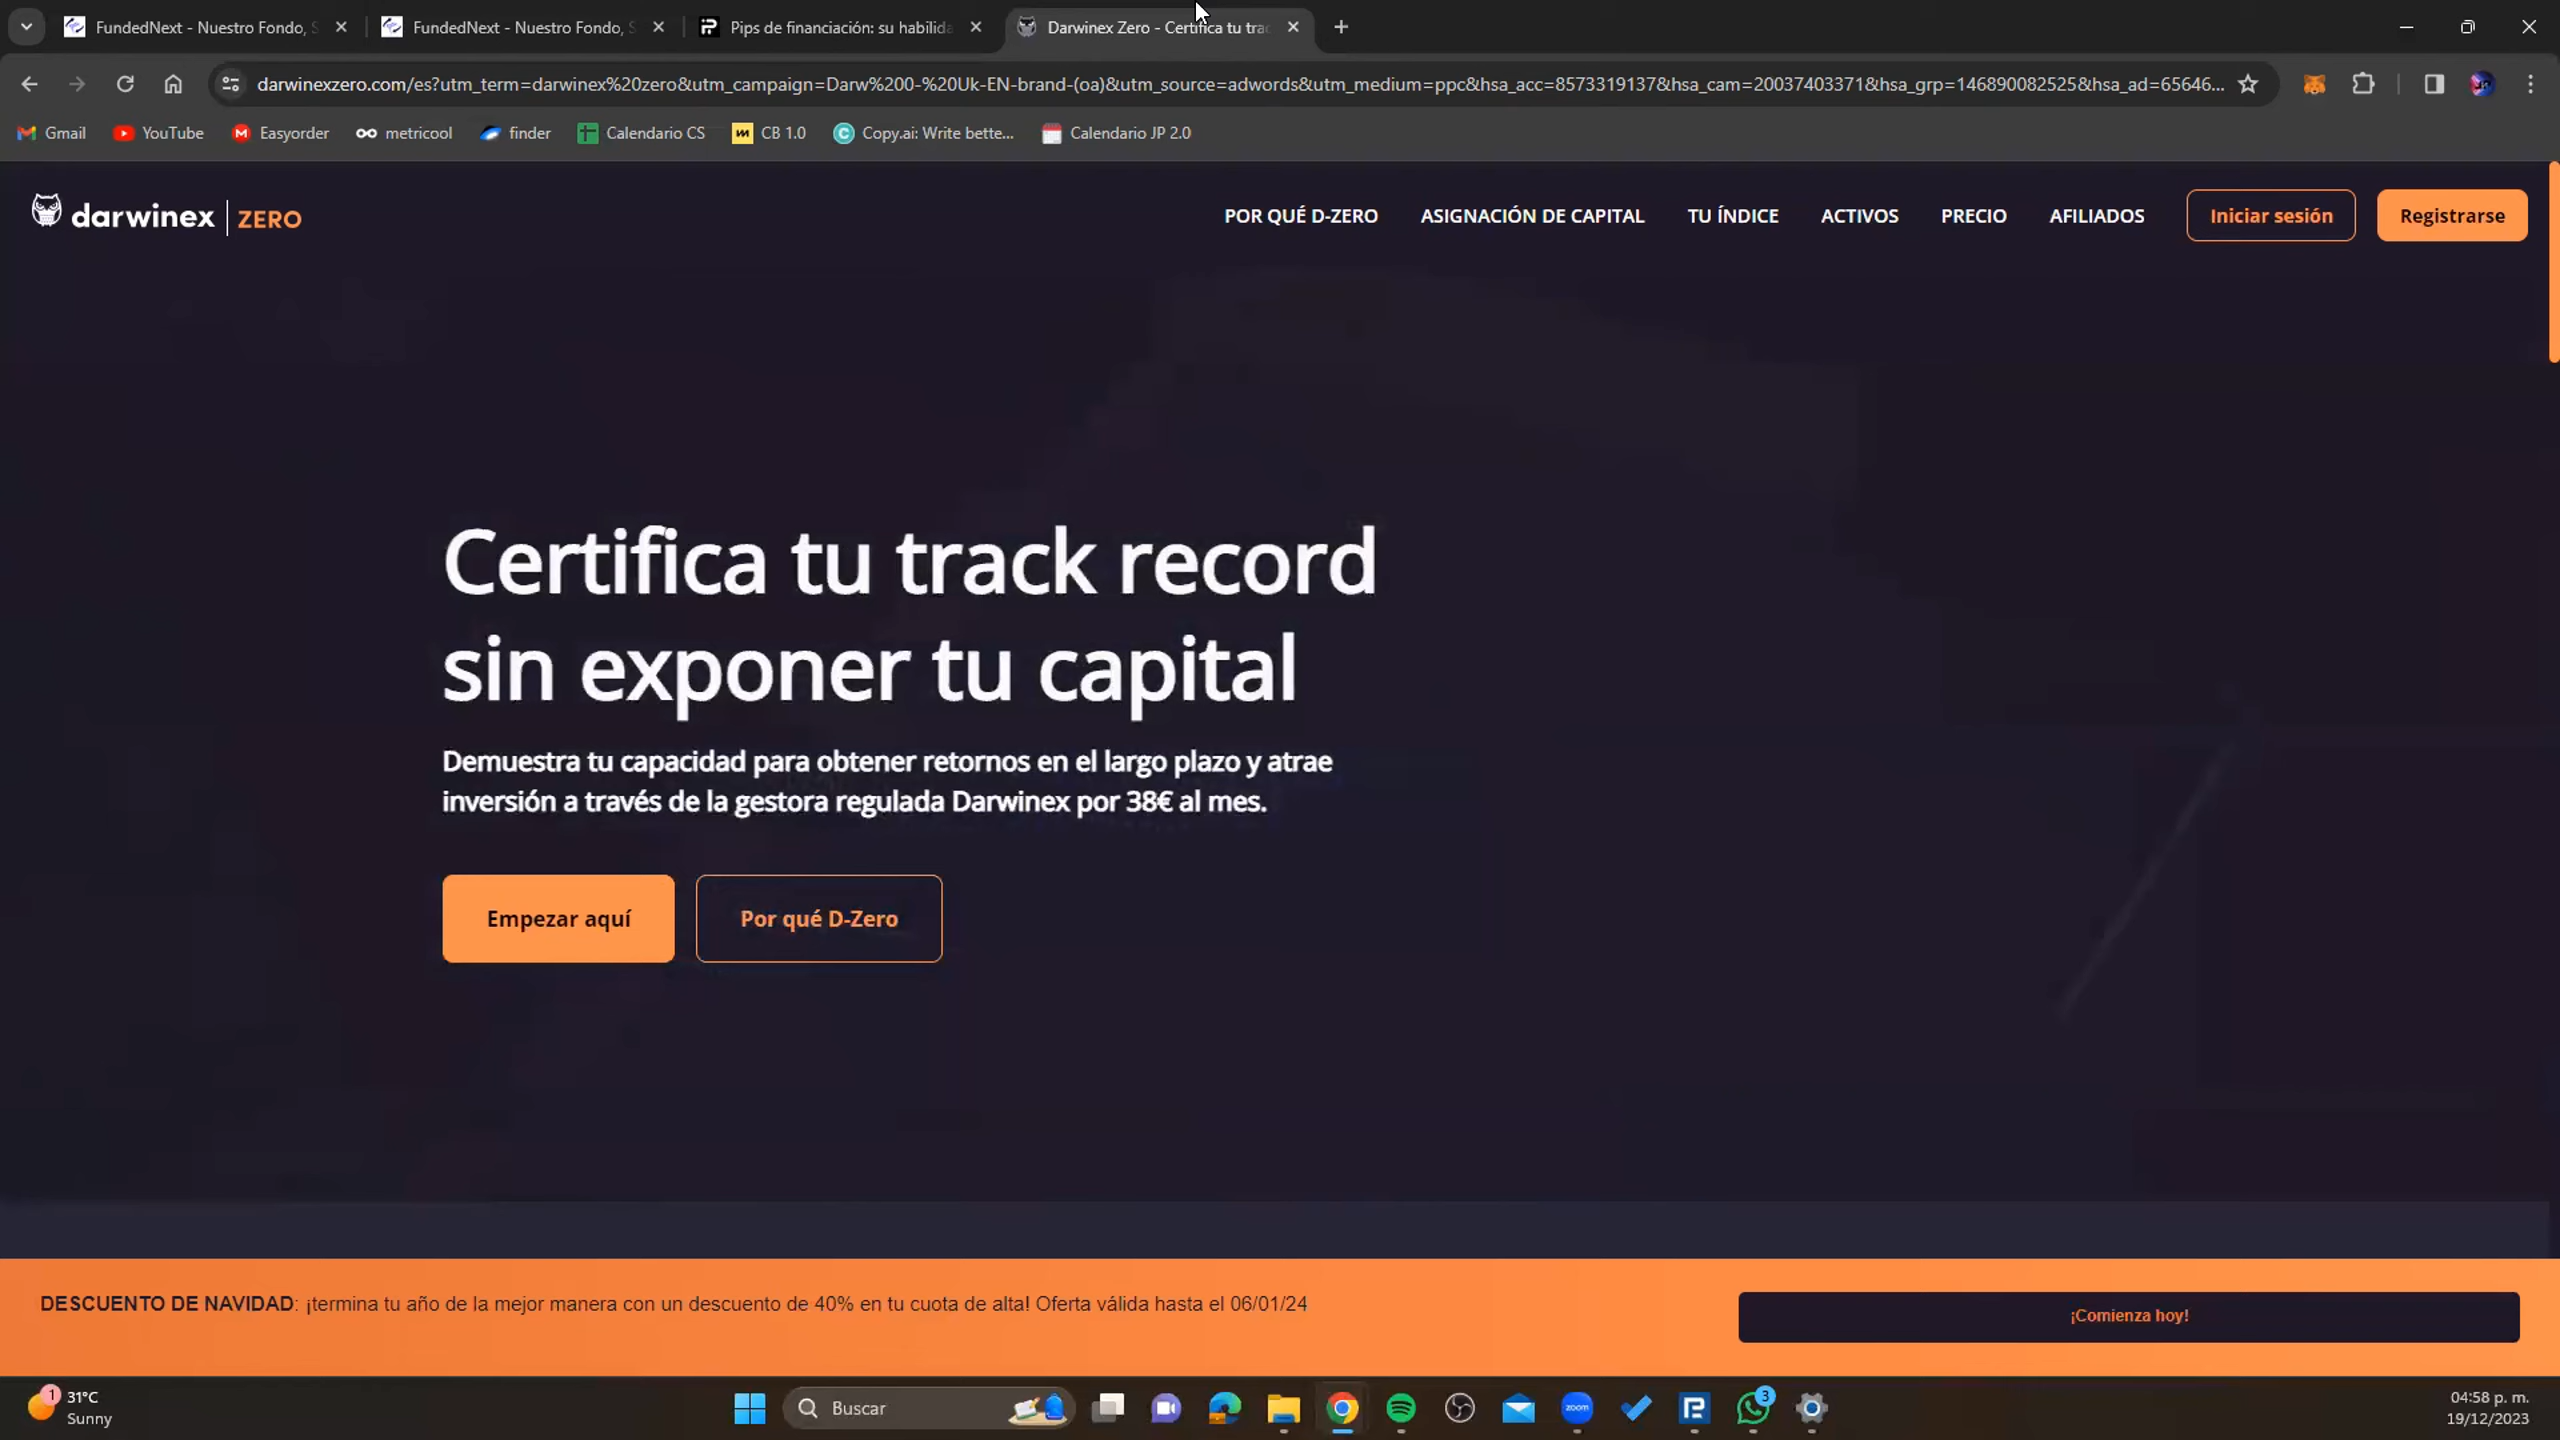 FundedNext - Nuestro Fondo, S
FundedNext - Nuestro Fondo, S
Pips de financiación: su habilida
Darwinex Zero - Certifica tu trac
darwinexzero.com/es?utm_term=darwinex%20zero&utm_campaign=Darw%200-%20Uk-EN-brand-(oa)&utm_source=adwords&utm_medium=ppc&hsa_acc=8573319137&hsa_cam=20037403371&hsa_grp=146890082525&hsa_ad=65646...
Gmail
YouTube
Easyorder
metricool
finder
Calendario CS
CB 1.0
Copy.ai: Write bette...
Calendario JP 2.0
darwinex | ZERO
POR QUÉ D-ZERO
ASIGNACIÓN DE CAPITAL
TU ÍNDICE
ACTIVOS
PRECIO
AFILIADOS
Iniciar sesión
Registrarse
Certifica tu track record
sin exponer tu capital
Demuestra tu capacidad para obtener retornos en el largo plazo y atrae
inversión a través de la gestora regulada Darwinex por 38€ al mes.
Empezar aquí
Por qué D-Zero
DESCUENTO DE NAVIDAD: ¡termina tu año de la mejor manera con un descuento de 40% en tu cuota de alta! Oferta válida hasta el 06/01/24
¡Comienza hoy!
1
31°C
Sunny
Buscar
zoom
3
04:58 p. m.
19/12/2023